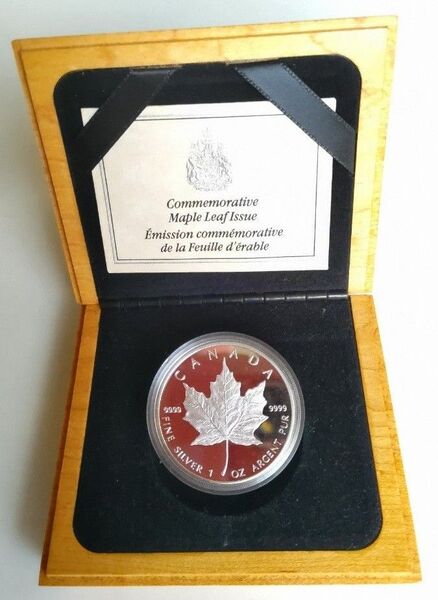 Commemorative
Maple Leaf Issue
Émission commémorative
de la Feuille d'érable
CANADA
9999 9999
FINE SILVER 1 OZ ARGENT PUR